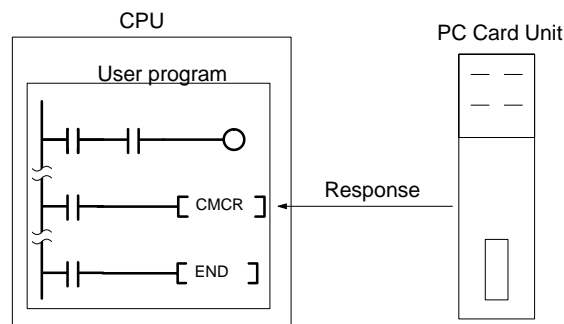 CPU
PC Card Unit
User program
CMCR
Response
END